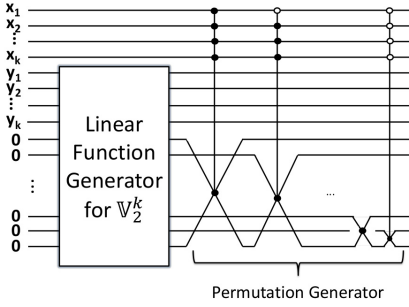 x₁
x₂
⋮
xₖ
y₁
y₂
⋮
yₖ
0
0
⋮
0
0
0
Linear
Function
Generator
for 𝕍₂ᵏ
...
Permutation Generator